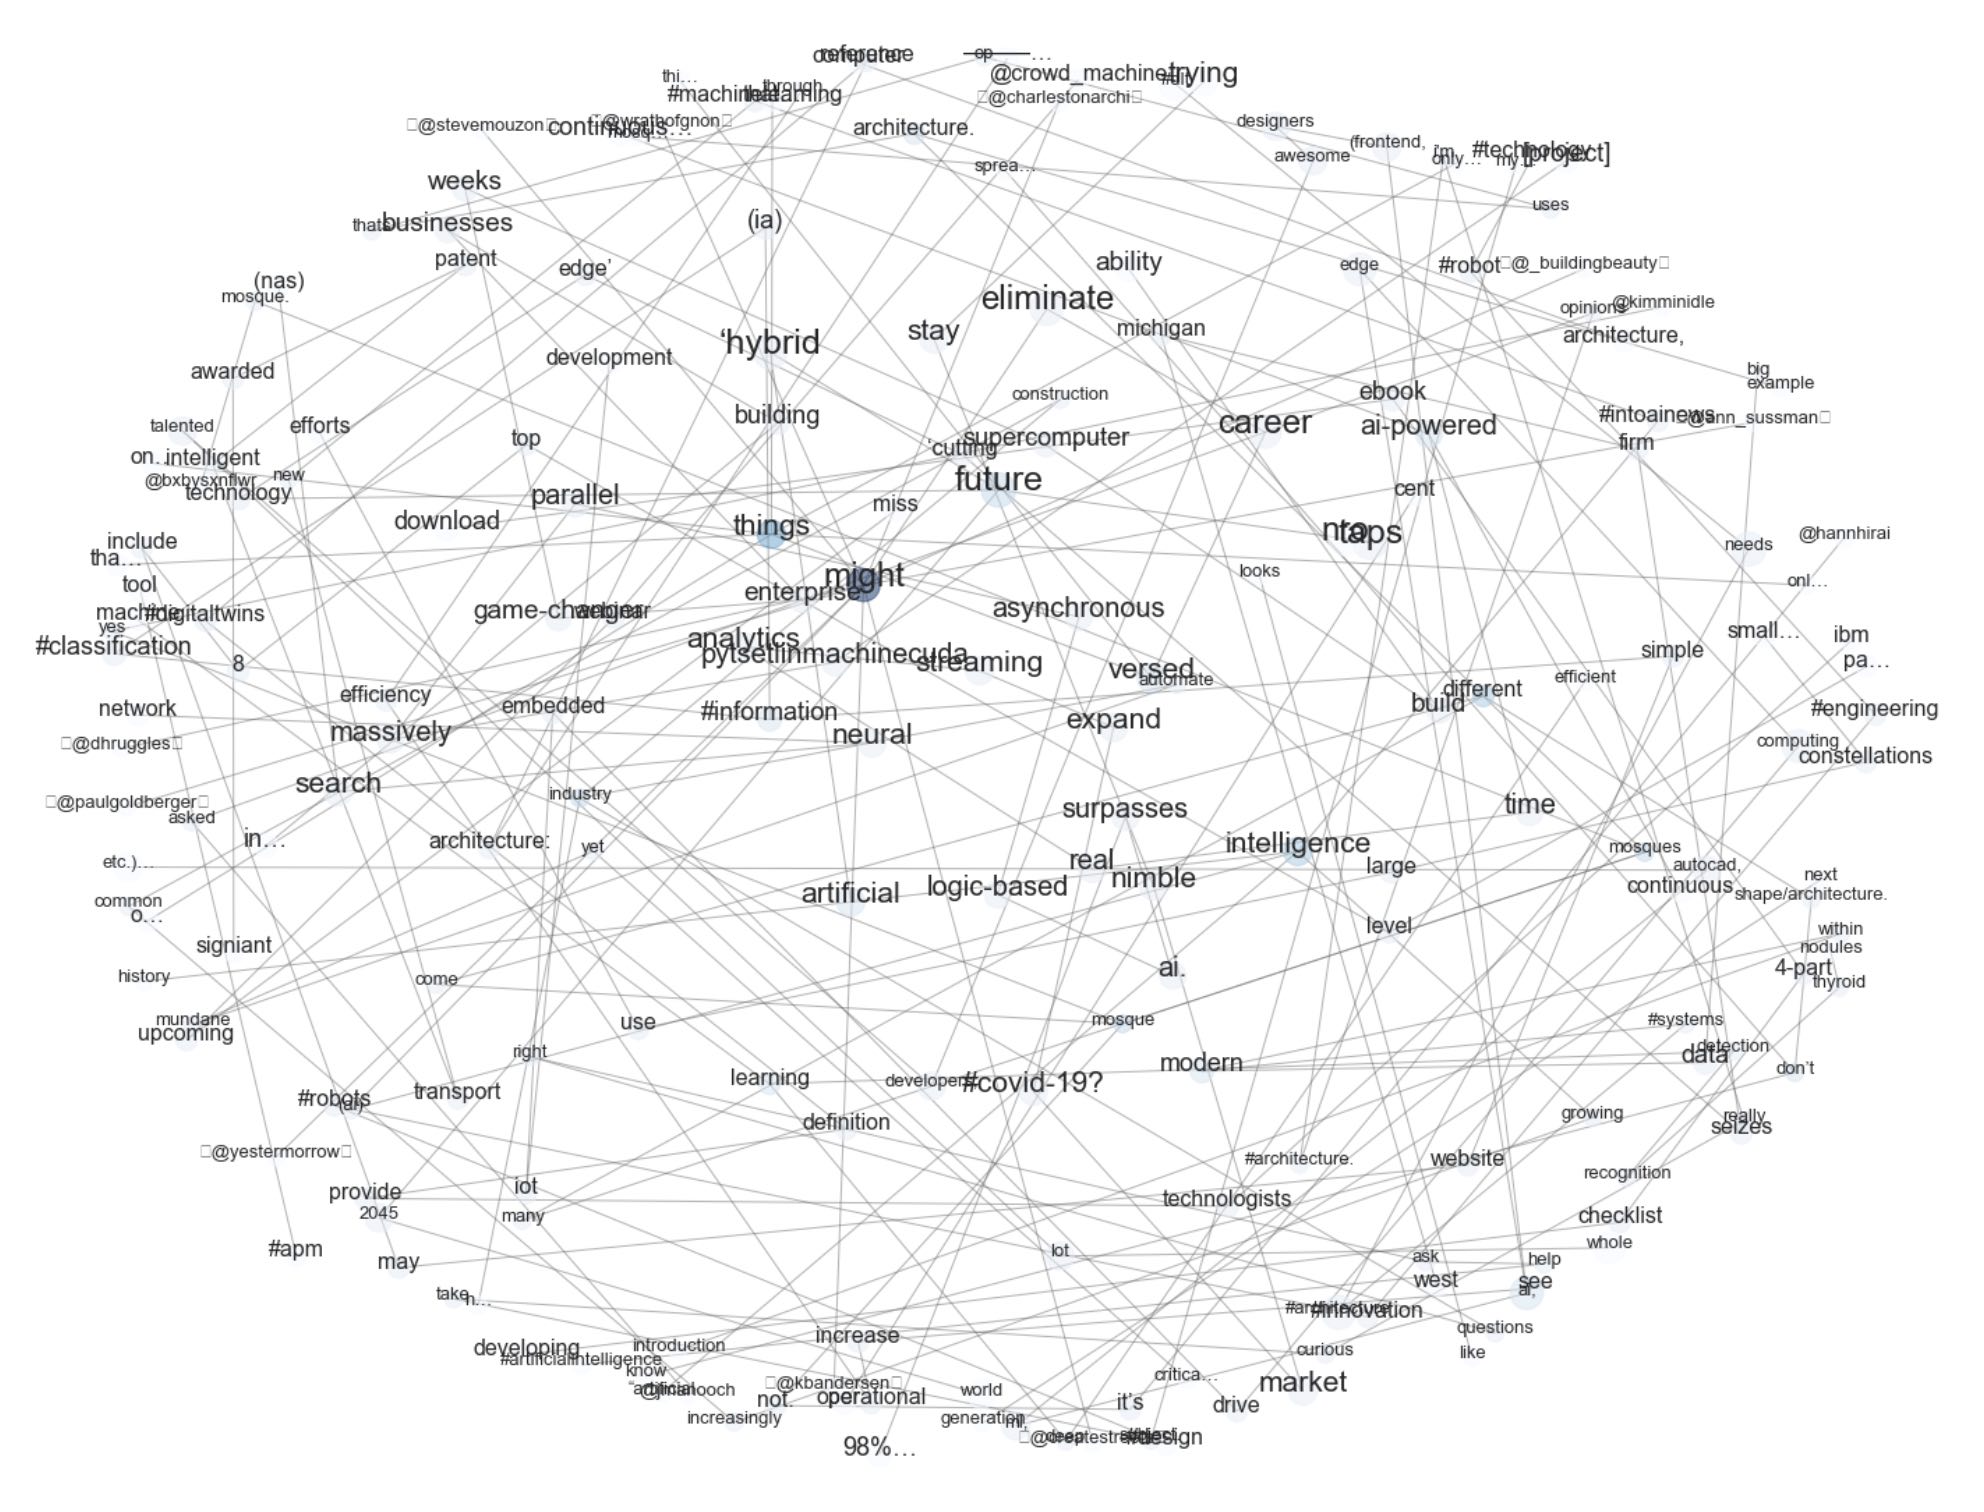 reference
computer
op
…
@crowd_machine
trying
thi…
through
#machinelearning
@charlestonarchi
@stevemouzon
continuous…
@wrathofgnon
mosq…
architecture.
designers
(frontend,
i'm
#technology
[project]
awesome
only…
my
sprea…
weeks
uses
thats
businesses
(ia)
patent
edge’
ability
edge
#robot
@_buildingbeauty
(nas)
mosque.
eliminate
opinions
@kimminidle
‘hybrid
stay
michigan
architecture,
development
awarded
big
example
construction
ebook
building
career
ai-powered
#intoainews
@ann_sussman
talented
efforts
top
‘cutting
supercomputer
firm
on…
intelligent
new
@bxbysxnflwr
technology
parallel
future
cent
miss
download
things
nro
taps
@hannhirai
include
needs
tha…
looks
onl…
might
tool
enterprise
machine
#digitaltwins
game-changer
webinar
asynchronous
yes
small…
ibm
#classification
analytics
simple
8
pytsetlinmachinecuda
streaming
versed
automate
pa…
efficient
efficiency
different
network
embedded
#information
build
#engineering
massively
neural
expand
@dhruggles
computing
constellations
search
industry
@paulgoldberger
asked
surpasses
time
in…
architecture:
yet
intelligence
mosques
etc.)…
real
large
autocad,
next
nimble
continuous
artificial
logic-based
shape/architecture.
common
o…
level
within
signiant
nodules
history
come
ai.
4-part
thyroid
mundane
upcoming
use
mosque
#systems
right
modern
detection
data
learning
developer
#covid-19?
don’t
#robots
(ai)
transport
definition
growing
really
seizes
@yestermorrow
#architecture.
website
recognition
provide
iot
technologists
2045
many
checklist
#apm
may
lot
ask
help
whole
west
see
ai,
take
h…
#architecture
#innovation
increase
questions
developing
introduction
curious
like
#artificialintelligence
know
critica…
“artificial
@jmanooch
@kbandersen
not.
operational
world
market
it’s
drive
increasingly
generation
ml,
deep
#design
98%…